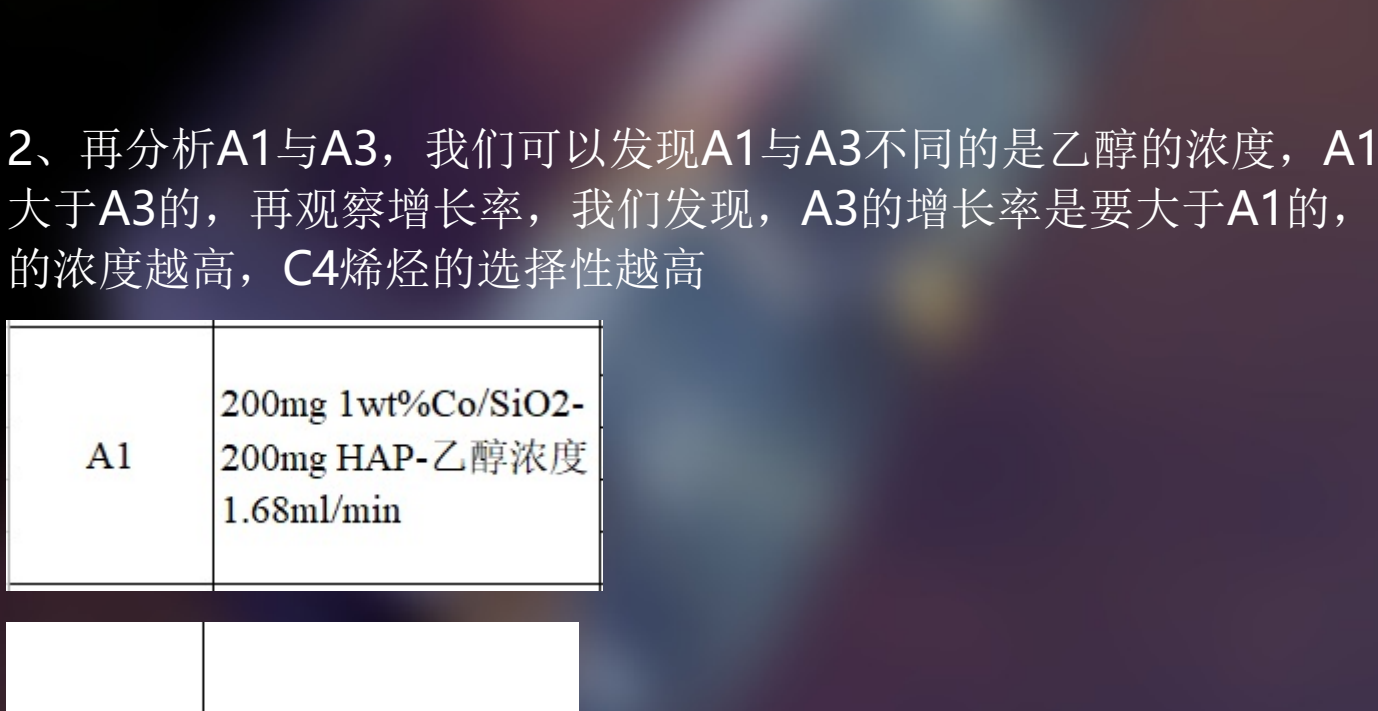 2、再分析A1与A3，我们可以发现A1与A3不同的是乙醇的浓度，A1
大于A3的，再观察增长率，我们发现，A3的增长率是要大于A1的，
的浓度越高，C4烯烃的选择性越高
A1
200mg 1wt%Co/SiO2-
200mg HAP-乙醇浓度
1.68ml/min